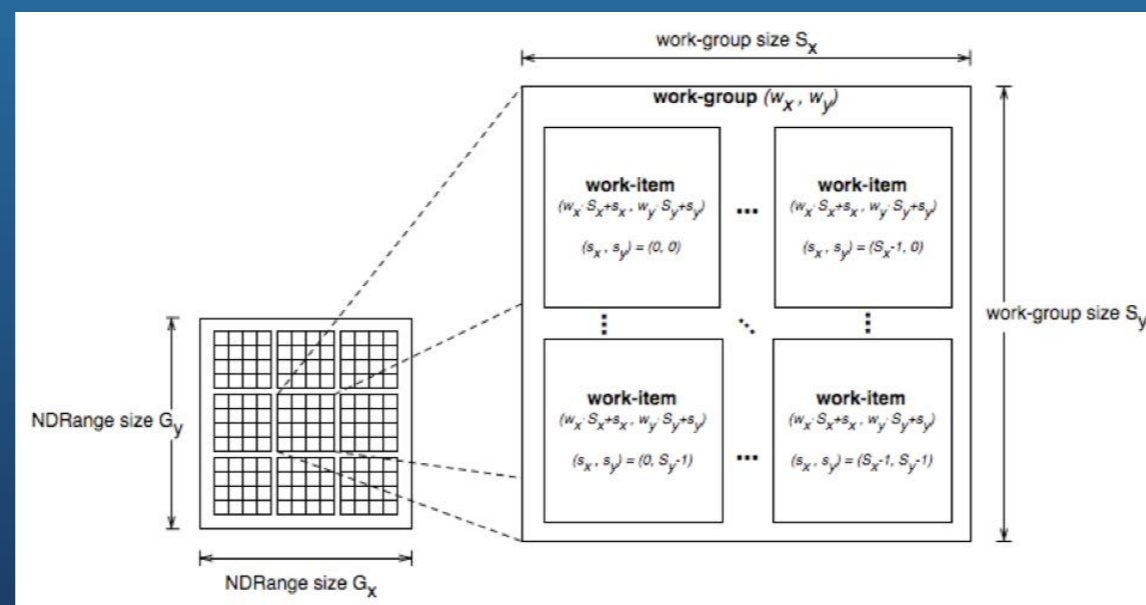 work-group size Sx
work-group (wx , wy)
work-item
(wx· Sx+sx , wy· Sy+sy)
(sx , sy) = (0, 0)
...
work-item
(wx· Sx+sx , wy· Sy+sy)
(sx , sy) = (Sx-1, 0)
work-group size Sy
work-item
(wx· Sx+sx , wy· Sy+sy)
(sx , sy) = (0, Sy-1)
...
work-item
(wx· Sx+sx , wy· Sy+sy)
(sx , sy) = (Sx-1, Sy-1)
NDRange size Gy
NDRange size Gx